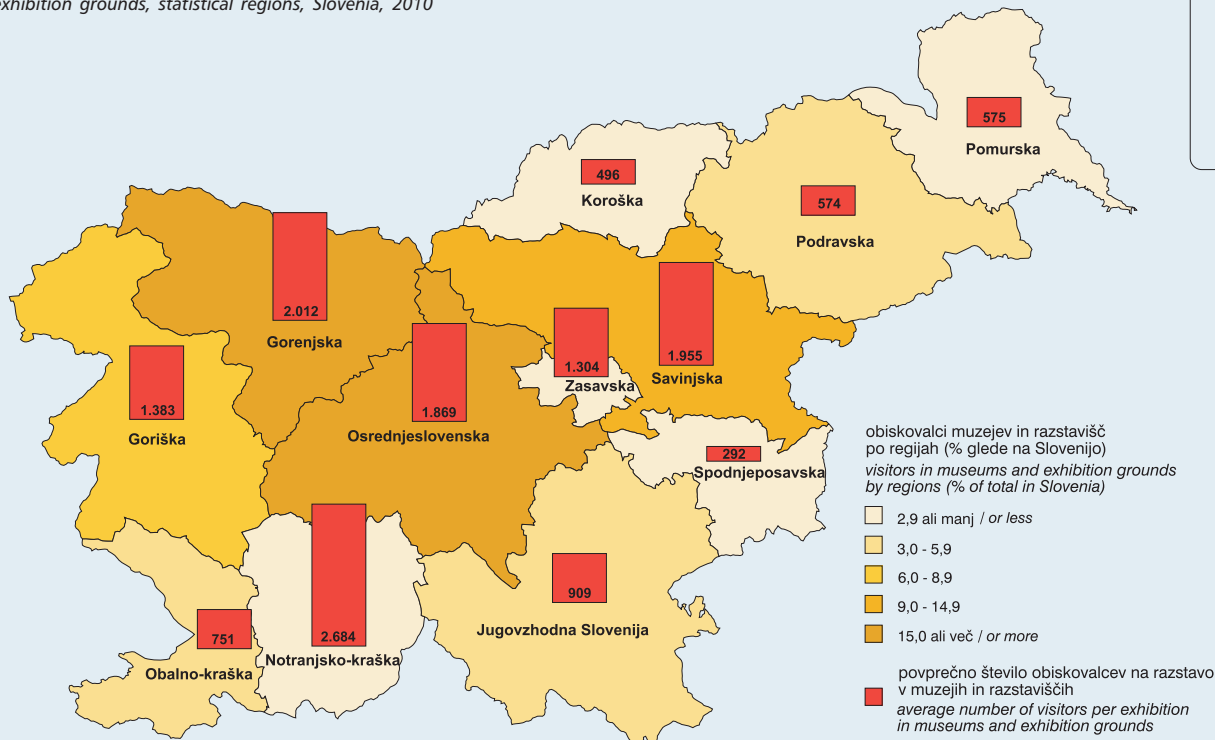 exhibition grounds, statistical regions, Slovenia, 2010
575
Pomurska
496
Koroška
574
Podravska
2.012
Gorenjska
1.955
Savinjska
1.304
Zasavska
1.383
Goriška
1.869
Osrednjeslovenska
292
Spodnjeposavska
909
Jugovzhodna Slovenija
2.684
Notranjsko-kraška
751
Obalno-kraška
obiskovalci muzejev in razstavišč
po regijah (% glede na Slovenijo)
visitors in museums and exhibition grounds
by regions (% of total in Slovenia)
2,9 ali manj / or less
3,0 - 5,9
6,0 - 8,9
9,0 - 14,9
15,0 ali več / or more
povprečno število obiskovalcev na razstavo
v muzejih in razstaviščih
average number of visitors per exhibition
in museums and exhibition grounds